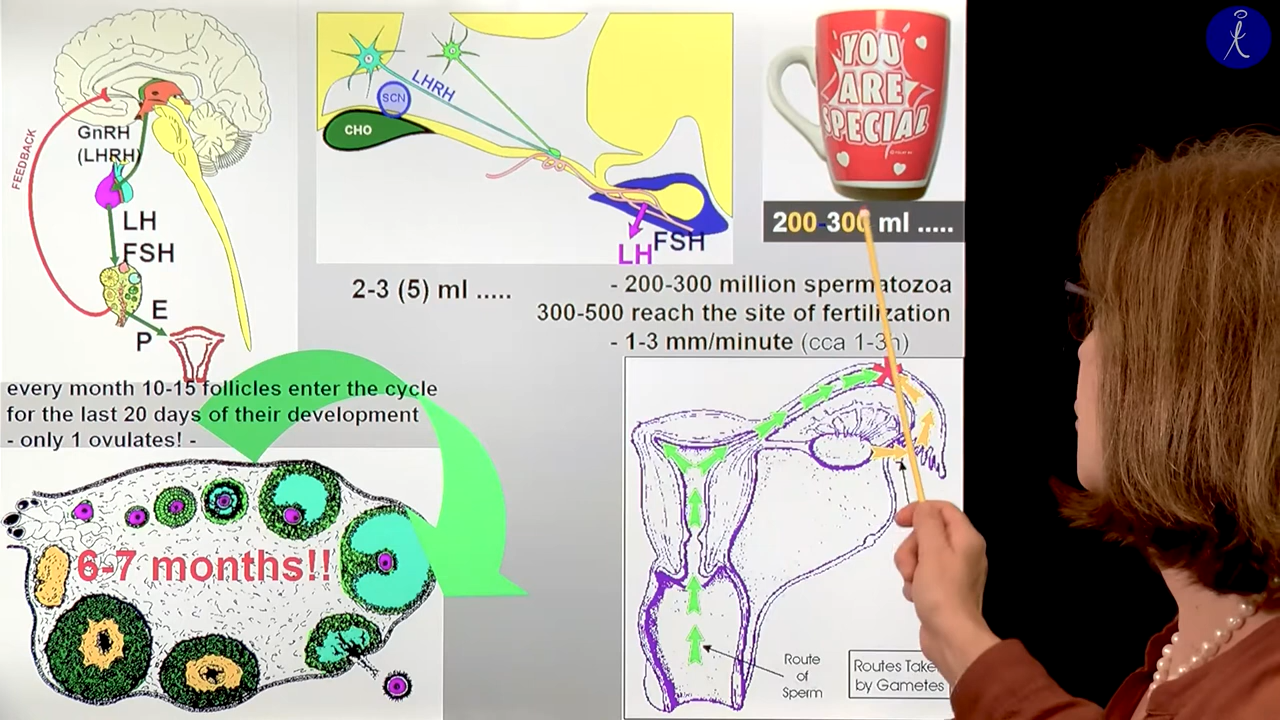 GnRH
(LHRH)
FEEDBACK
LH
FSH
E
P
LHRH
SCN
CHO
LH
FSH
YOU
ARE
SPECIAL
200-300 ml .....
2-3 (5) ml .....
- 200-300 million spermatozoa
300-500 reach the site of fertilization
- 1-3 mm/minute (cca 1-3h)
every month 10-15 follicles enter the cycle
for the last 20 days of their development
- only 1 ovulates! -
6-7 months!!
Route
of
Sperm
Routes Take
by Gametes